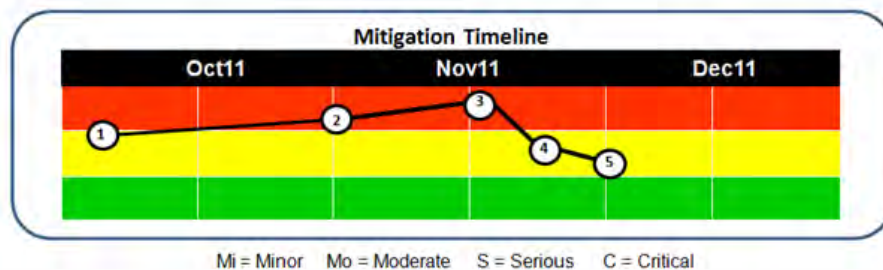 Mitigation Timeline
Oct11 Nov11 Dec11
3
2
1
4
5
Mi = Minor Mo = Moderate S = Serious C = Critical